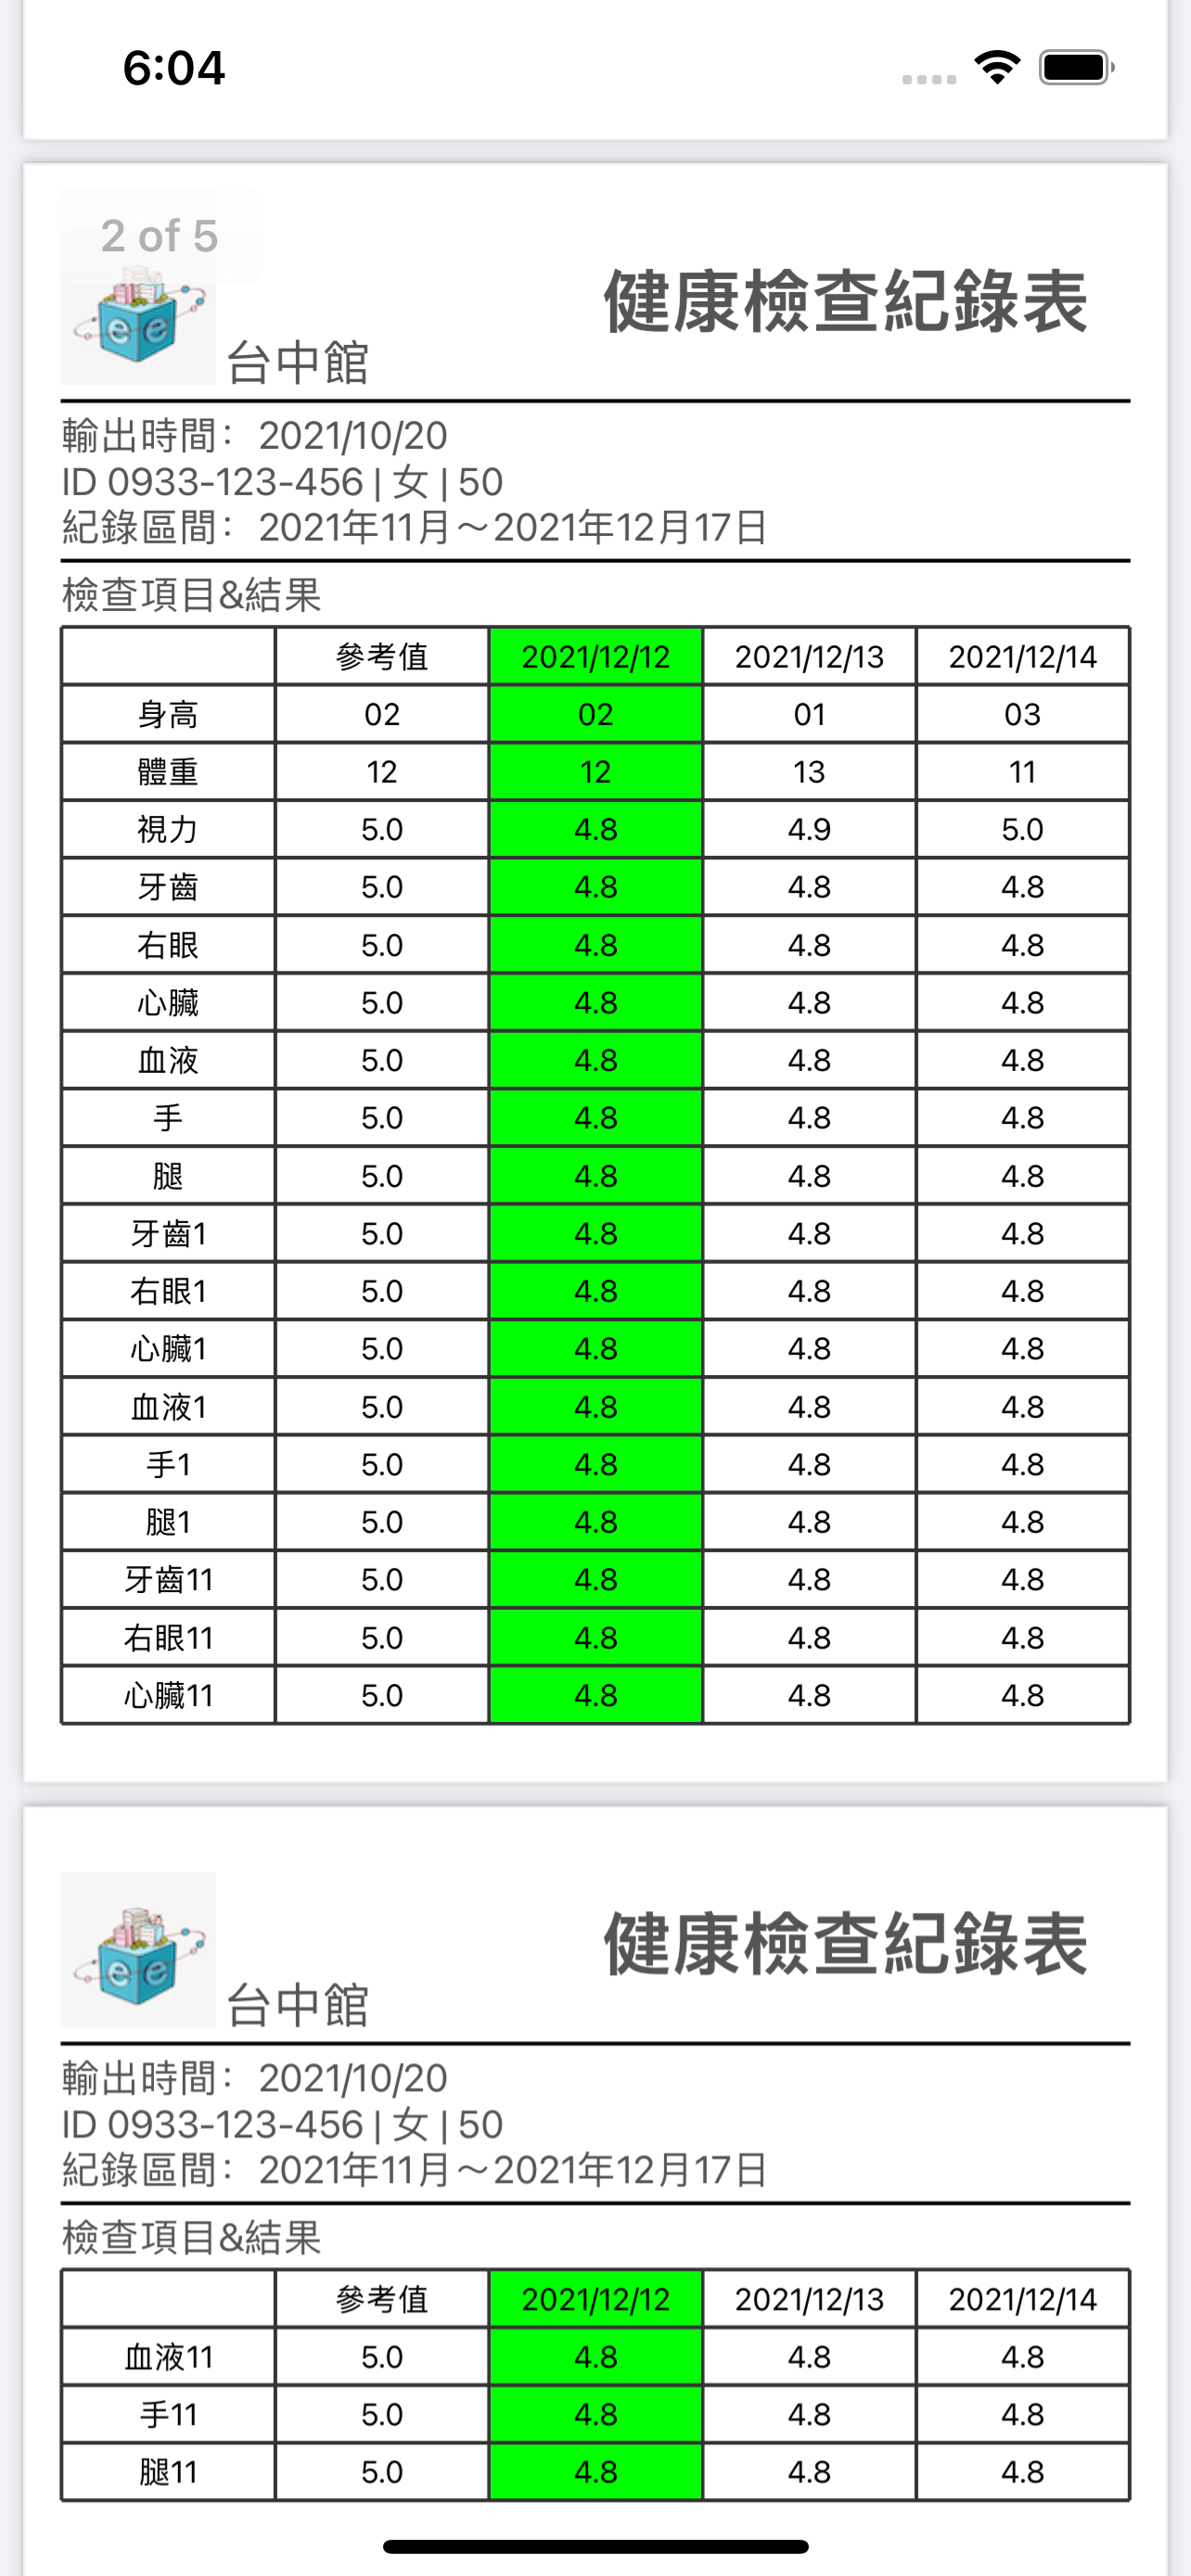 6:04
2 of 5
健康檢查紀錄表
ee
台中館
輸出時間：2021/10/20
ID 0933-123-456 | 女 | 50
紀錄區間：2021年11月～2021年12月17日
檢查項目&結果
參考值 2021/12/12 2021/12/13 2021/12/14
身高 02 02 01 03
體重 12 12 13 11
視力 5.0 4.8 4.9 5.0
牙齒 5.0 4.8 4.8 4.8
右眼 5.0 4.8 4.8 4.8
心臟 5.0 4.8 4.8 4.8
血液 5.0 4.8 4.8 4.8
手 5.0 4.8 4.8 4.8
腿 5.0 4.8 4.8 4.8
牙齒1 5.0 4.8 4.8 4.8
右眼1 5.0 4.8 4.8 4.8
心臟1 5.0 4.8 4.8 4.8
血液1 5.0 4.8 4.8 4.8
手1 5.0 4.8 4.8 4.8
腿1 5.0 4.8 4.8 4.8
牙齒11 5.0 4.8 4.8 4.8
右眼11 5.0 4.8 4.8 4.8
心臟11 5.0 4.8 4.8 4.8
健康檢查紀錄表
ee
台中館
輸出時間：2021/10/20
ID 0933-123-456 | 女 | 50
紀錄區間：2021年11月～2021年12月17日
檢查項目&結果
參考值 2021/12/12 2021/12/13 2021/12/14
血液11 5.0 4.8 4.8 4.8
手11 5.0 4.8 4.8 4.8
腿11 5.0 4.8 4.8 4.8